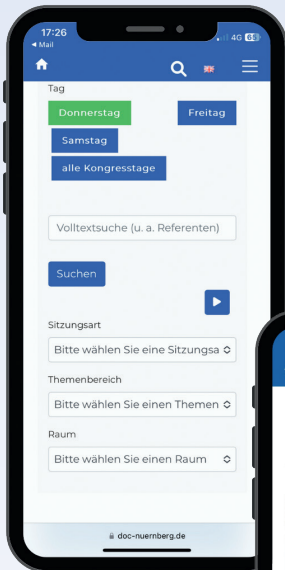 17:26
4G 63
◄ Mail
Tag
Donnerstag
Freitag
Samstag
alle Kongresstage
Volltextsuche (u. a. Referenten)
Suchen
Sitzungsart
Bitte wählen Sie eine Sitzungsa
Themenbereich
Bitte wählen Sie einen Themen
Raum
Bitte wählen Sie einen Raum
doc-nuernberg.de